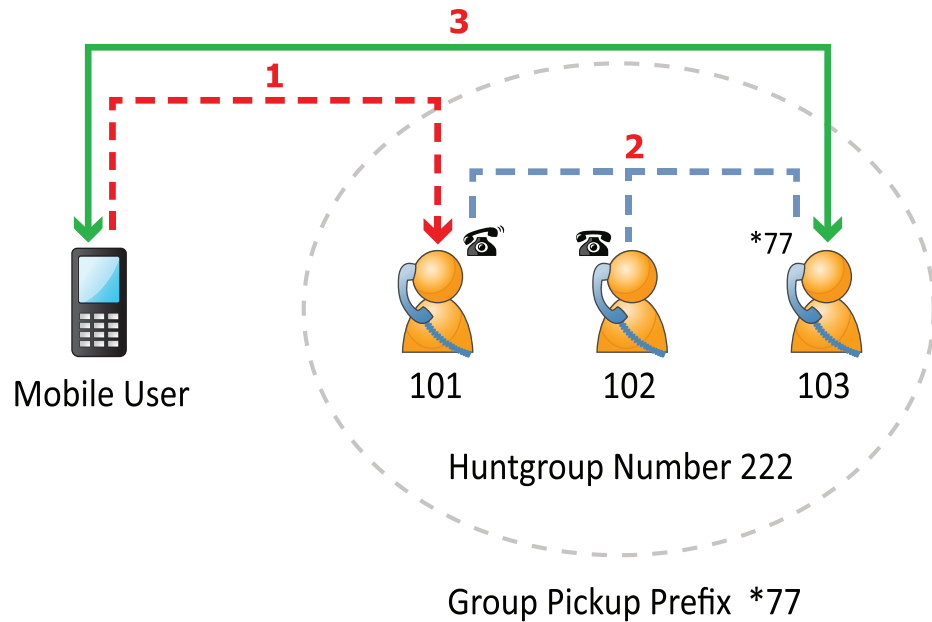 3
1
2
*77
Mobile User
101
102
103
Huntgroup Number 222
Group Pickup Prefix *77